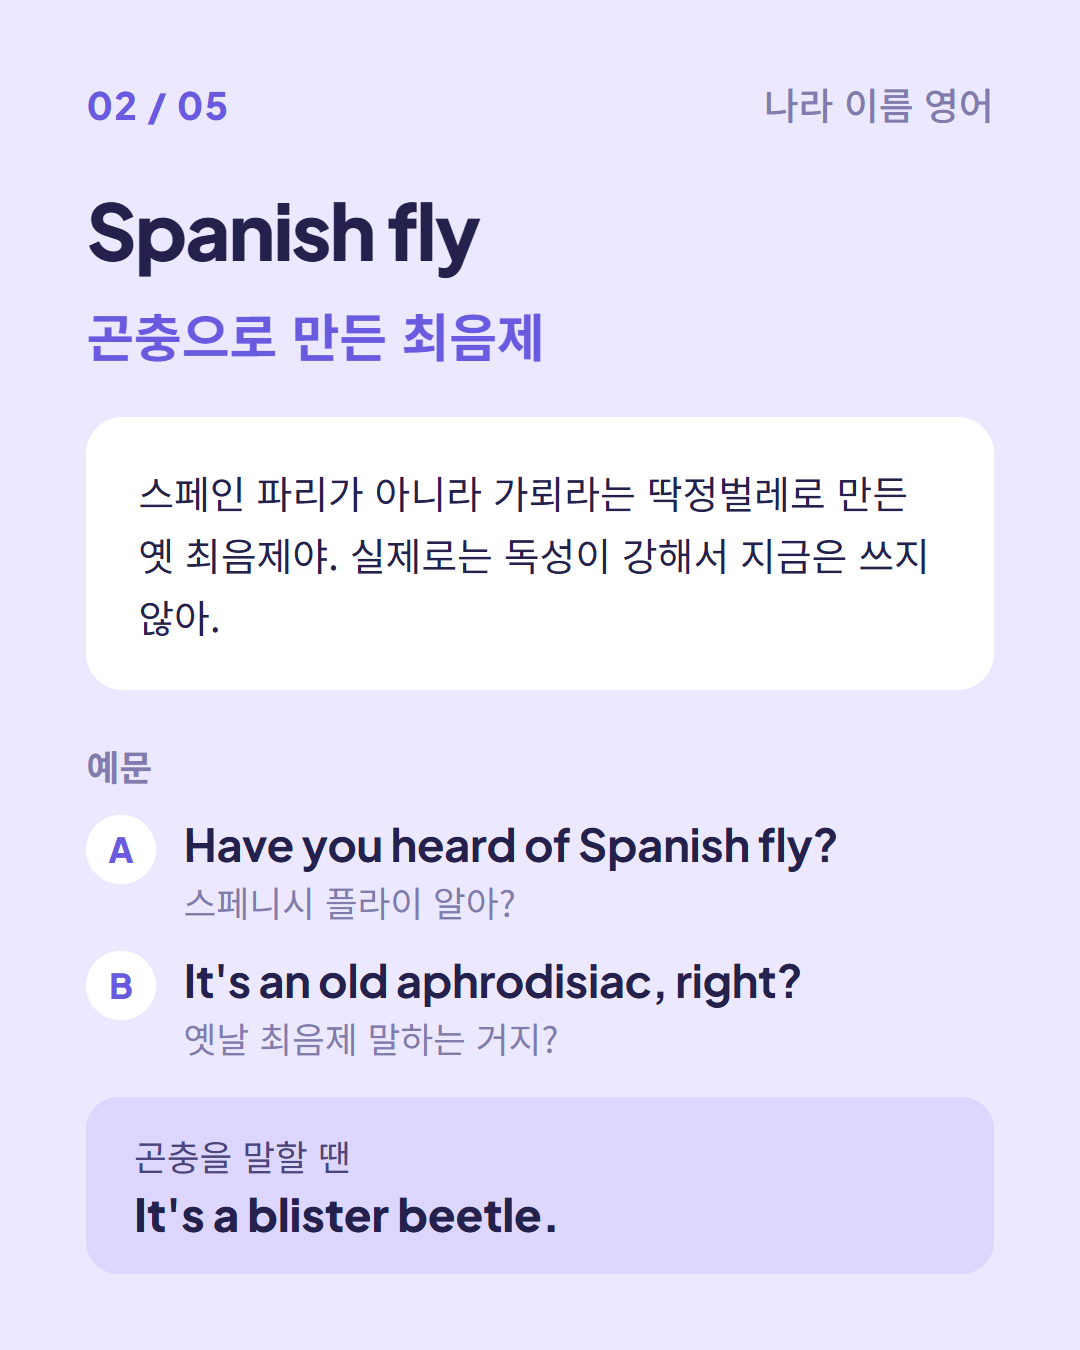 02 / 05
나라 이름 영어
Spanish fly
곤충으로 만든 최음제
스페인 파리가 아니라 가뢰라는 딱정벌레로 만든
옛 최음제야. 실제로는 독성이 강해서 지금은 쓰지
않아.
예문
A
Have you heard of Spanish fly?
스페니시 플라이 알아?
B
It's an old aphrodisiac, right?
옛날 최음제 말하는 거지?
곤충을 말할 땐
It's a blister beetle.